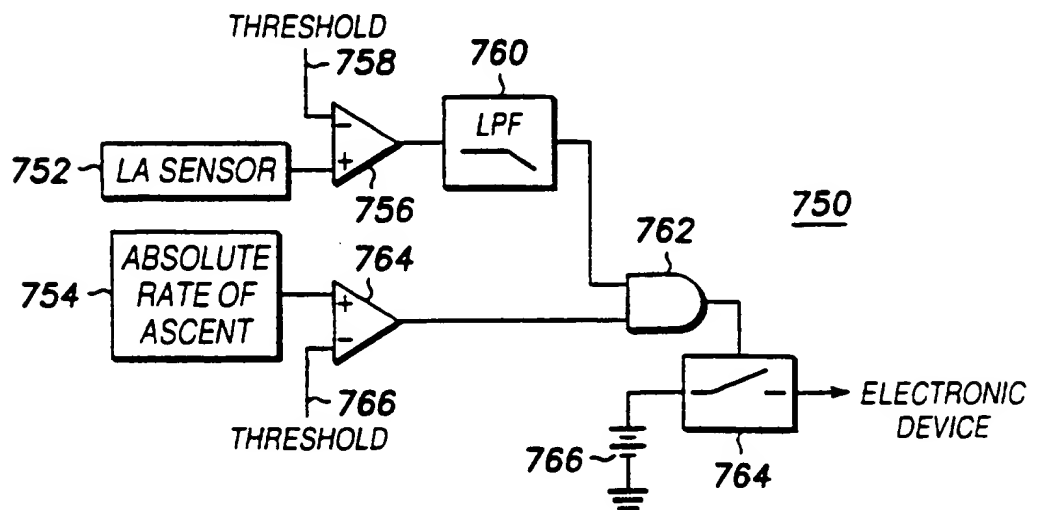 THRESHOLD
758
760
LPF
752
LA SENSOR
756
750
754
ABSOLUTE
RATE OF
ASCENT
764
762
766
THRESHOLD
ELECTRONIC
DEVICE
766
764